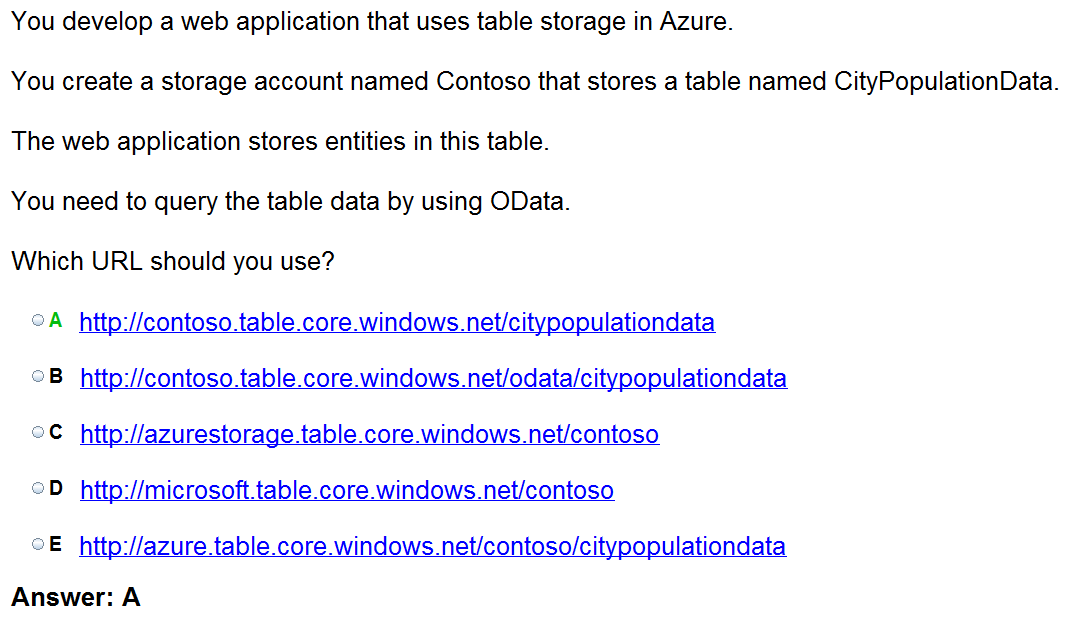 You develop a web application that uses table storage in Azure.
You create a storage account named Contoso that stores a table named CityPopulationData.
The web application stores entities in this table.
You need to query the table data by using OData.
Which URL should you use?
A http://contoso.table.core.windows.net/citypopulationdata
B http://contoso.table.core.windows.net/odata/citypopulationdata
C http://azurestorage.table.core.windows.net/contoso
D http://microsoft.table.core.windows.net/contoso
E http://azure.table.core.windows.net/contoso/citypopulationdata
Answer: A